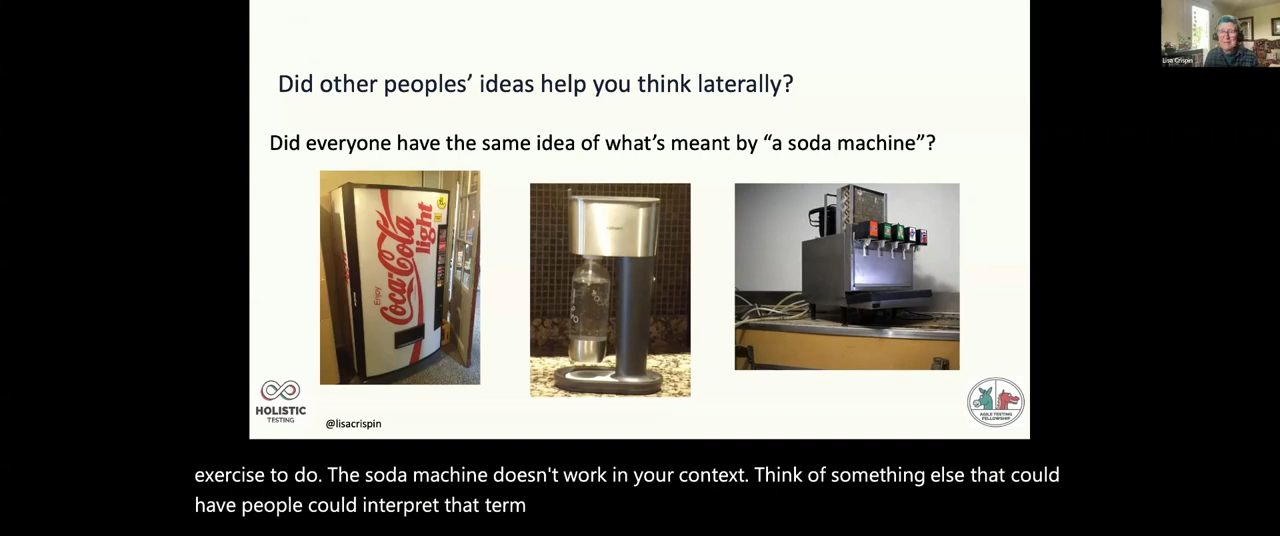 Lisa Crispin
Did other peoples’ ideas help you think laterally?
Did everyone have the same idea of what’s meant by “a soda machine”?
Enjoy
Coca-Cola
light
HOLISTIC
TESTING
@lisacrispin
AGILE TESTING
FELLOWSHIP
exercise to do. The soda machine doesn't work in your context. Think of something else that could
have people could interpret that term